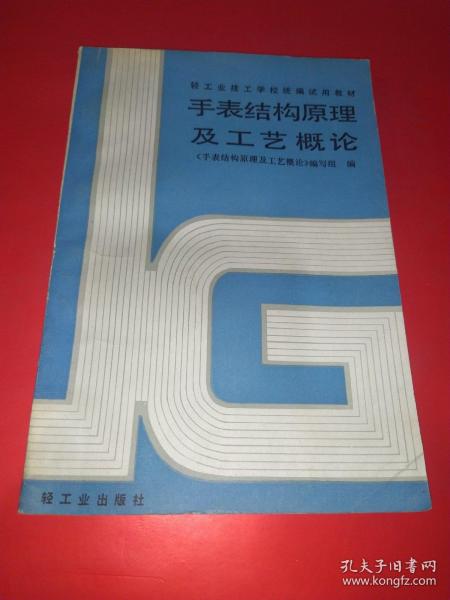 轻工业技工学校统编试用教材
手表结构原理
及工艺概论
《手表结构原理及工艺概论》编写组 编
轻工业出版社
孔夫子旧书网
www.kongfz.com